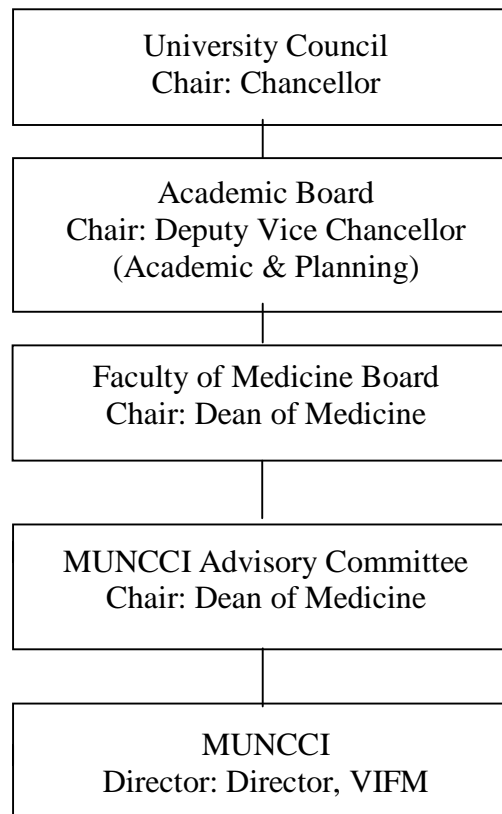 University Council
Chair: Chancellor
Academic Board
Chair: Deputy Vice Chancellor
(Academic & Planning)
Faculty of Medicine Board
Chair: Dean of Medicine
MUNCCI Advisory Committee
Chair: Dean of Medicine
MUNCCI
Director: Director, VIFM